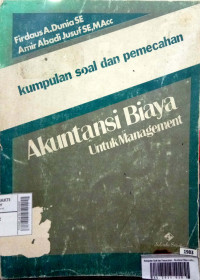 Firdaus A.Dunia SE
Amir Abadi Jusuf SE,MAcc
kumpulan soal dan pemecahan
Akuntansi Biaya
Untuk Management